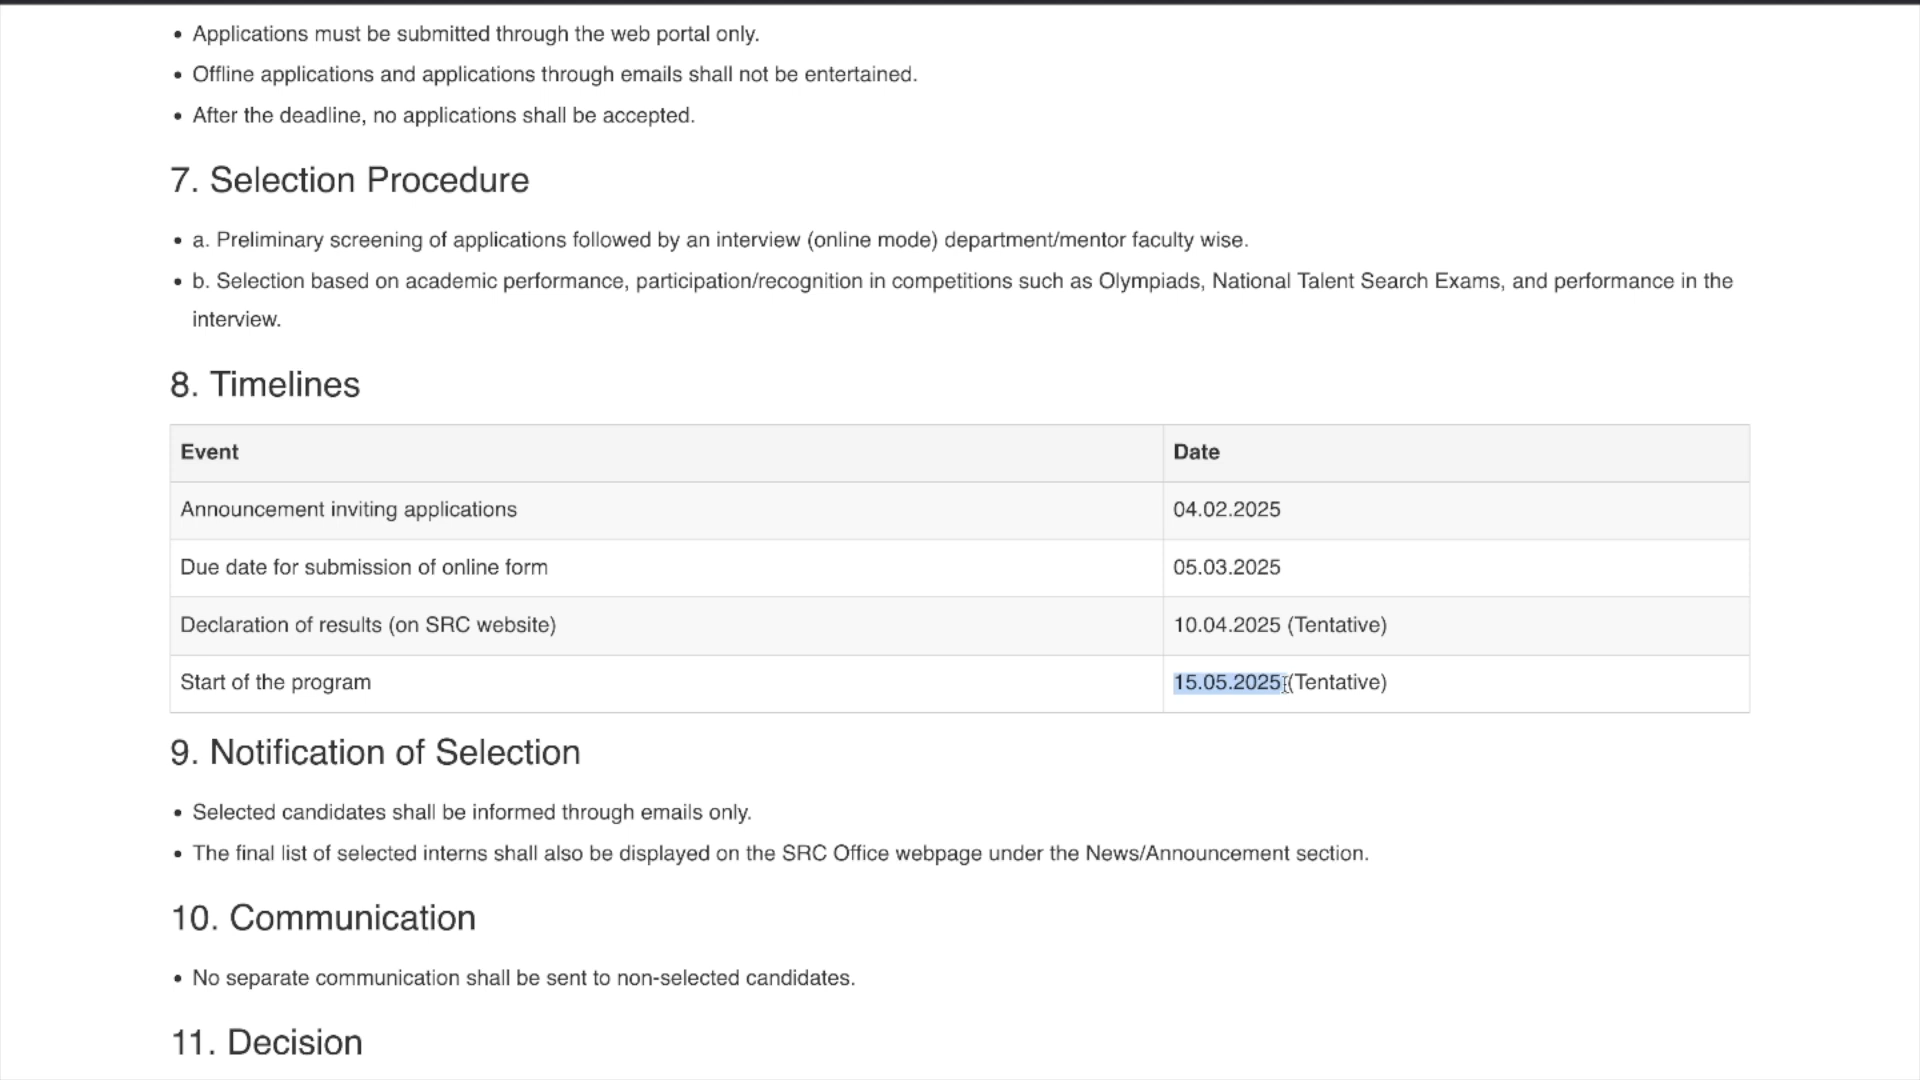 Applications must be submitted through the web portal only.
Offline applications and applications through emails shall not be entertained.
After the deadline, no applications shall be accepted.
7. Selection Procedure
a. Preliminary screening of applications followed by an interview (online mode) department/mentor faculty wise.
b. Selection based on academic performance, participation/recognition in competitions such as Olympiads, National Talent Search Exams, and performance in the
interview.
8. Timelines
Event Date
Announcement inviting applications 04.02.2025
Due date for submission of online form 05.03.2025
Declaration of results (on SRC website) 10.04.2025 (Tentative)
Start of the program 15.05.2025 (Tentative)
9. Notification of Selection
Selected candidates shall be informed through emails only.
The final list of selected interns shall also be displayed on the SRC Office webpage under the News/Announcement section.
10. Communication
No separate communication shall be sent to non-selected candidates.
11. Decision